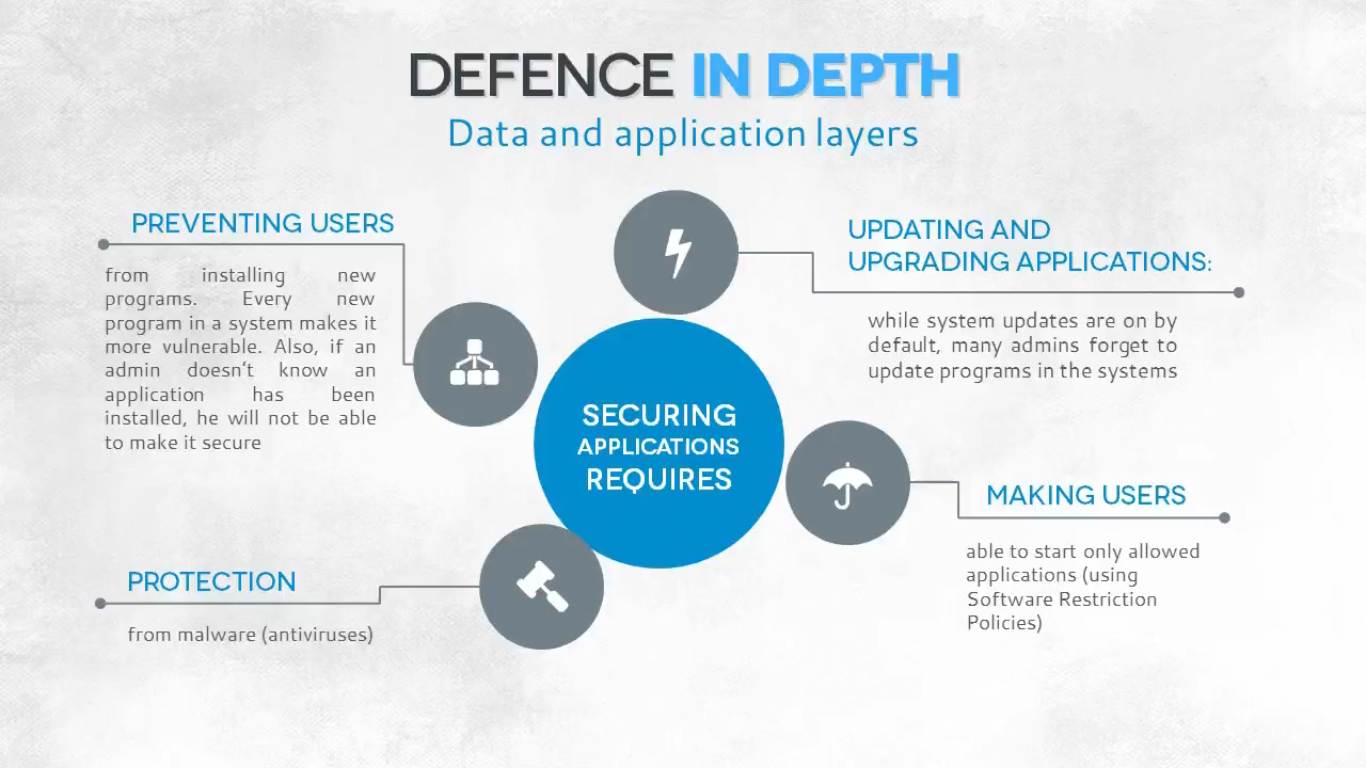 DEFENCE IN DEPTH
Data and application layers
PREVENTING USERS
from installing new
programs. Every new
program in a system makes it
more vulnerable. Also, if an
admin doesn't know an
application has been
installed, he will not be able
to make it secure
UPDATING AND
UPGRADING APPLICATIONS:
while system updates are on by
default, many admins forget to
update programs in the systems
SECURING
APPLICATIONS
REQUIRES
MAKING USERS
able to start only allowed
applications (using
Software Restriction
Policies)
PROTECTION
from malware (antiviruses)